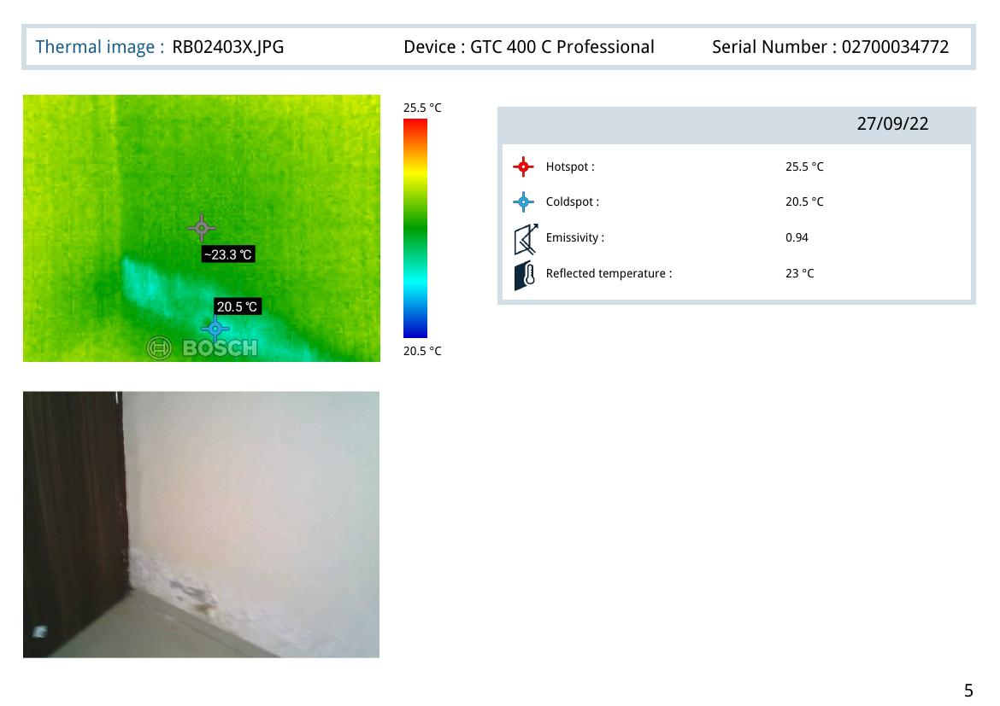 Thermal image : RB02403X.JPG Device : GTC 400 C Professional Serial Number : 02700034772
25.5 °C
27/09/22
Hotspot : 25.5 °C
Coldspot : 20.5 °C
Emissivity : 0.94
~23.3 °C
Reflected temperature : 23 °C
20.5 °C
BOSCH
20.5 °C
5